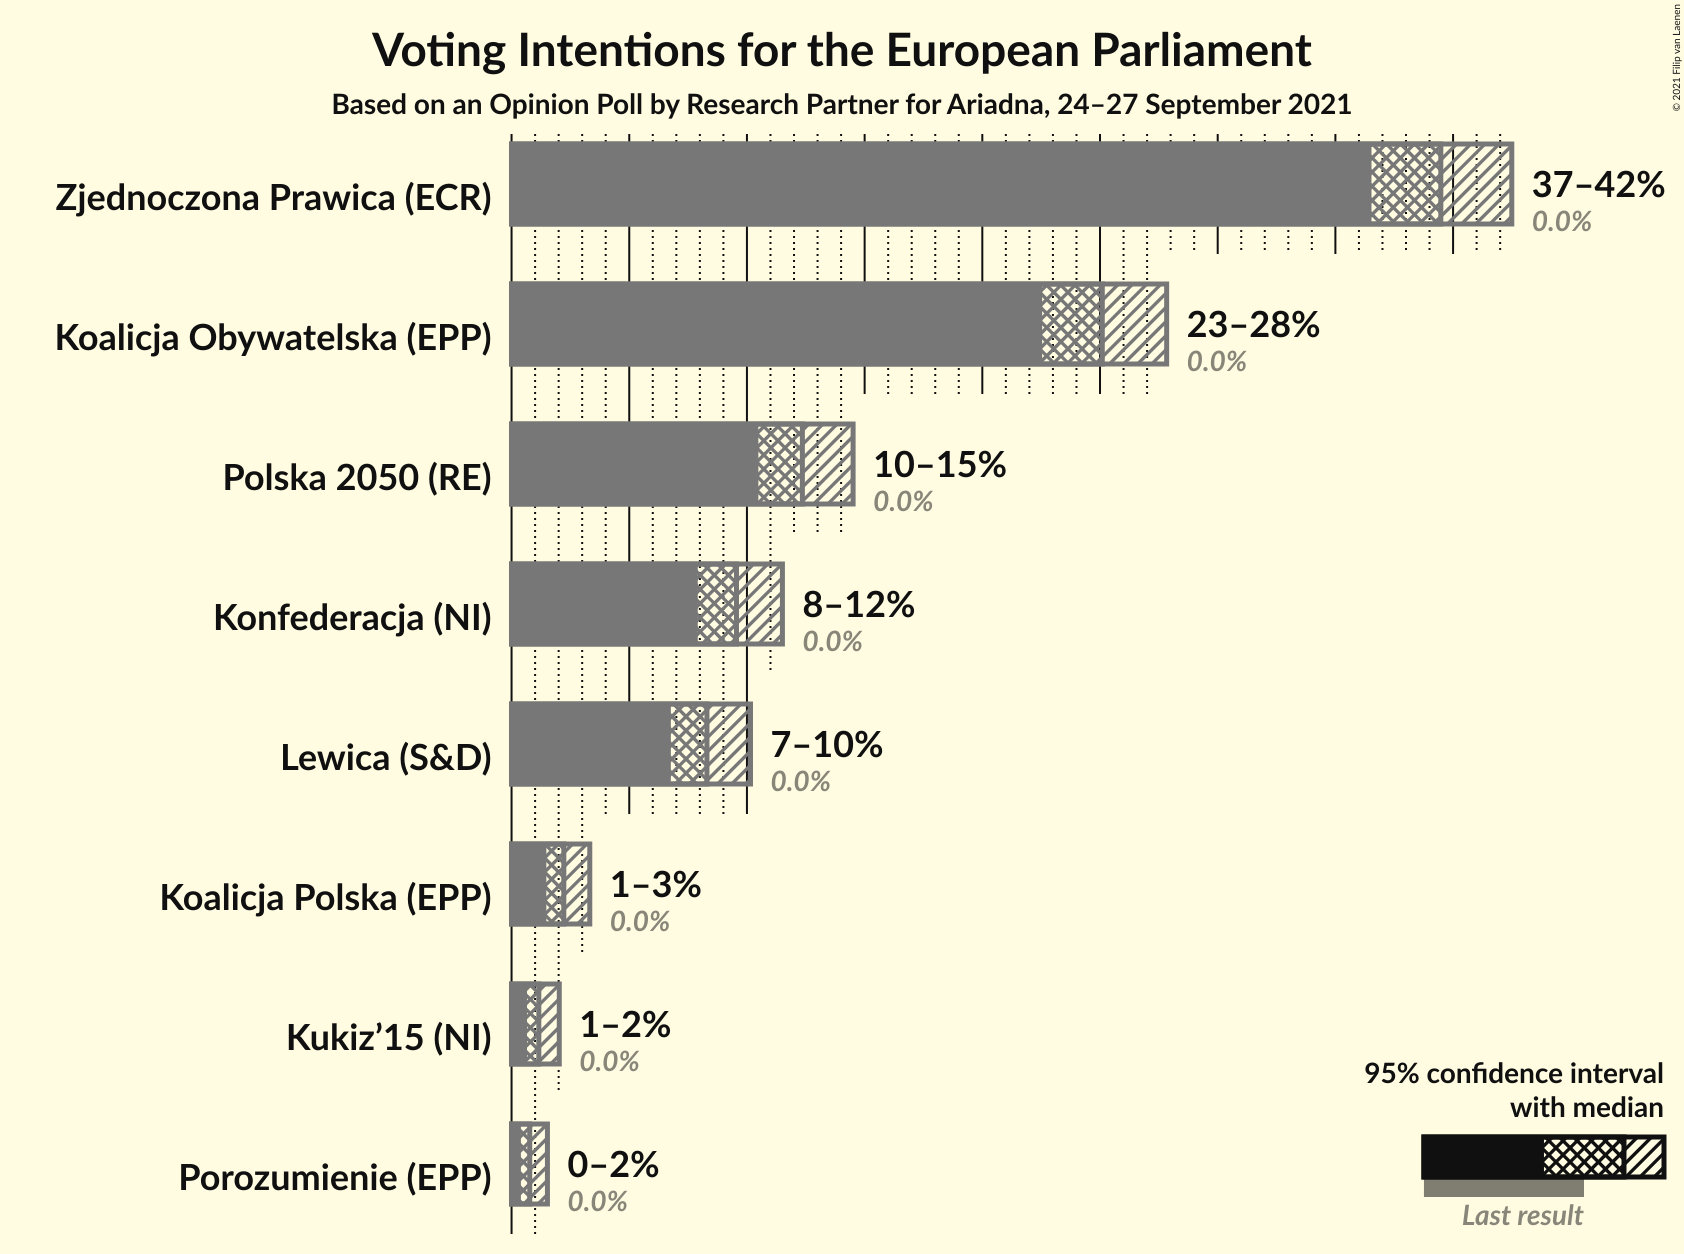 Voting Intentions for the European Parliament
Based on an Opinion Poll by Research Partner for Ariadna, 24–27 September 2021
© 2021 Filip van Laenen
Zjednoczona Prawica (ECR)
37–42%
0.0%
Koalicja Obywatelska (EPP)
23–28%
0.0%
Polska 2050 (RE)
10–15%
0.0%
Konfederacja (NI)
8–12%
0.0%
Lewica (S&D)
7–10%
0.0%
Koalicja Polska (EPP)
1–3%
0.0%
Kukiz’15 (NI)
1–2%
0.0%
Porozumienie (EPP)
0–2%
0.0%
95% confidence interval
with median
Last result